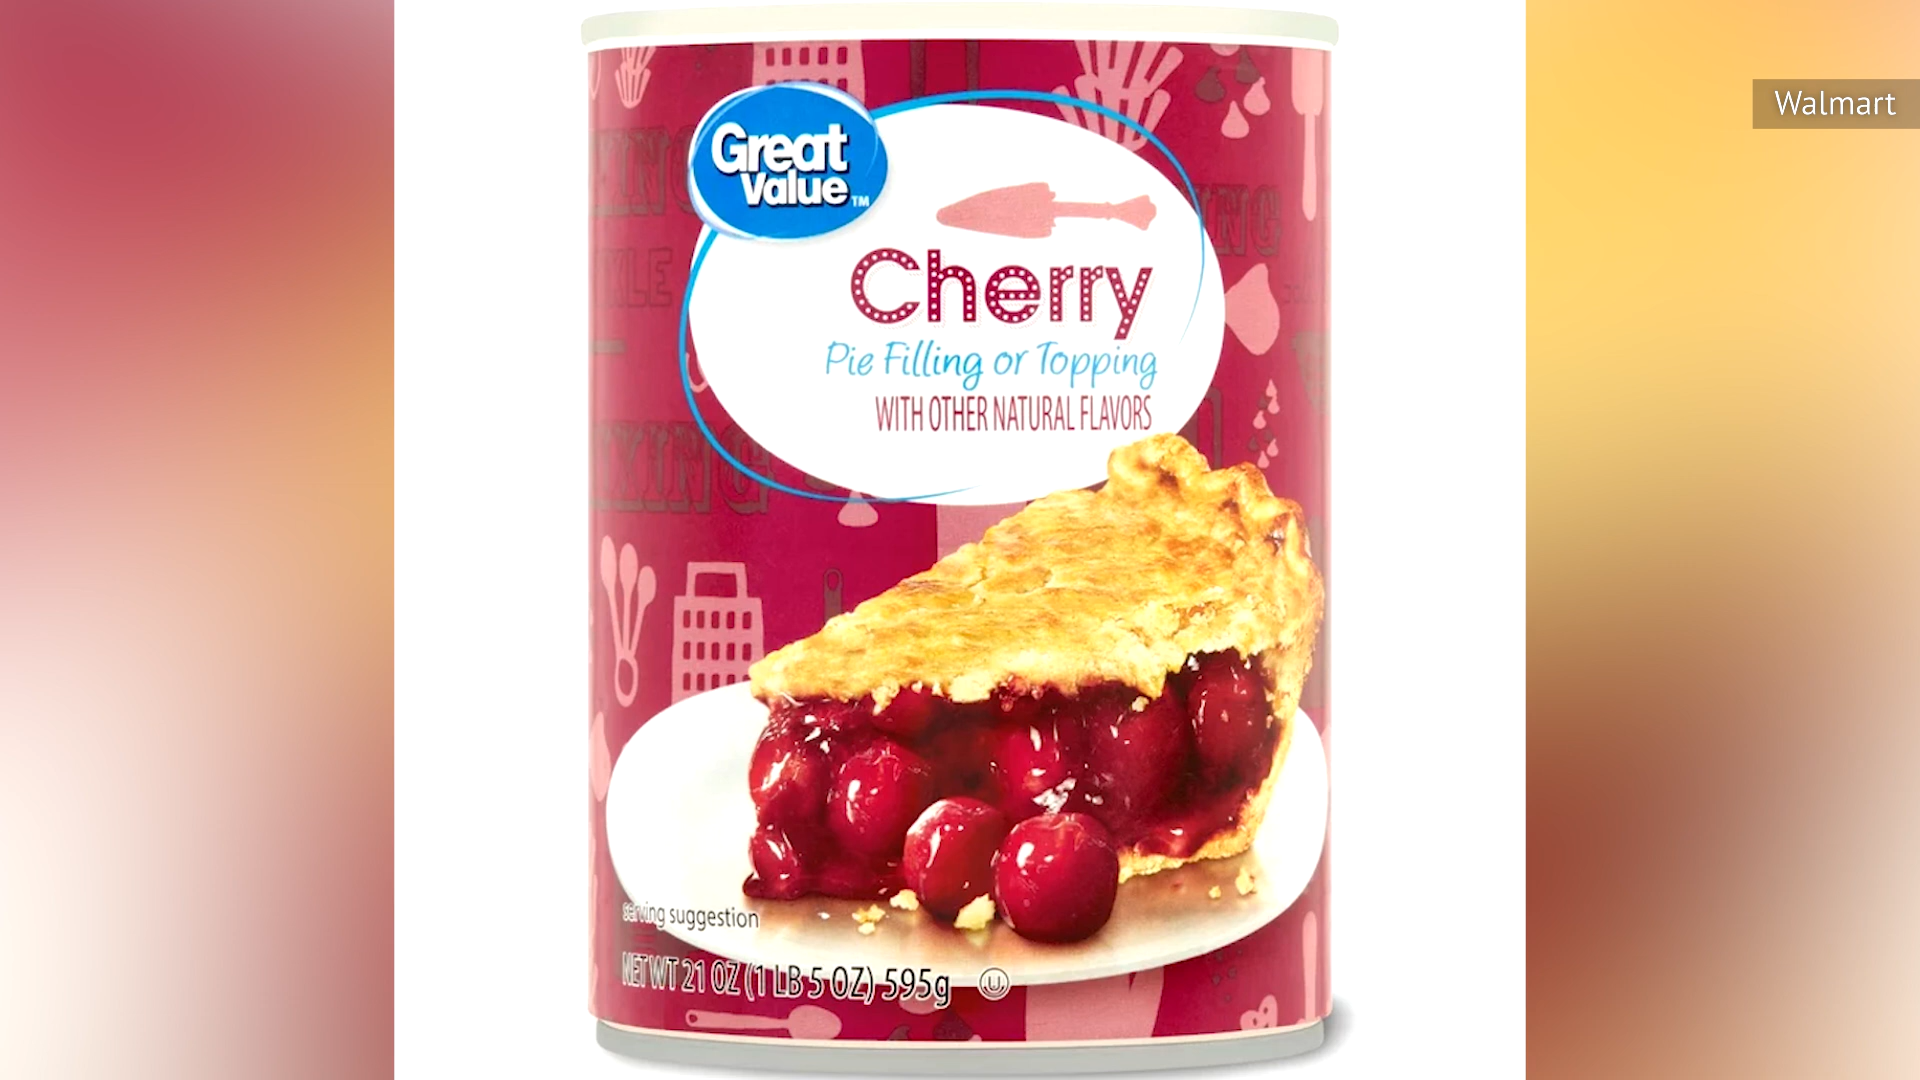 Walmart
Great
Value™
Cherry
Pie Filling or Topping
WITH OTHER NATURAL FLAVORS
serving suggestion
NET WT 21 OZ (1 LB 5 OZ) 595g
U